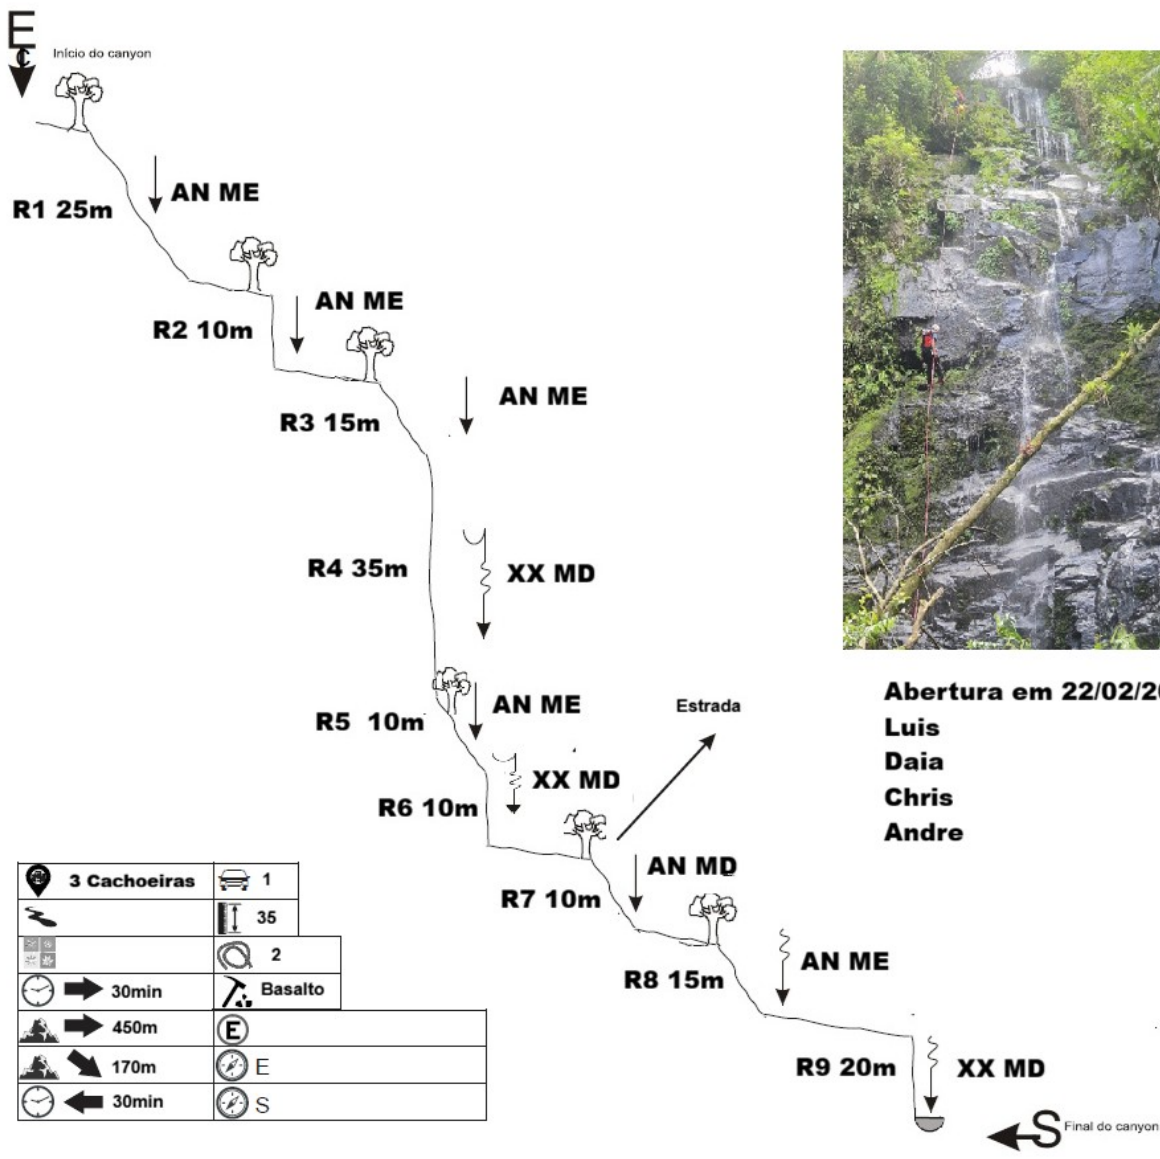 E
Início do canyon
AN ME
R1 25m
AN ME
R2 10m
AN ME
R3 15m
R4 35m
XX MD
AN ME
R5 10m
Estrada
XX MD
R6 10m
AN MD
R7 10m
AN ME
R8 15m
R9 20m
XX MD
S Final do canyon
Abertura em 22/02/20
Luis
Daia
Chris
Andre
3 Cachoeiras 1
35
2
30min Basalto
450m E
170m E
30min S